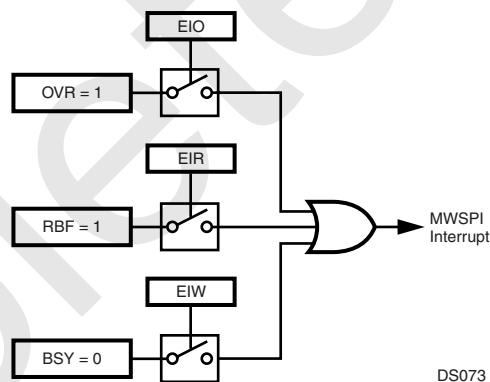 EIO
OVR = 1
EIR
RBF = 1
MWSPI
Interrupt
EIW
BSY = 0
DS073